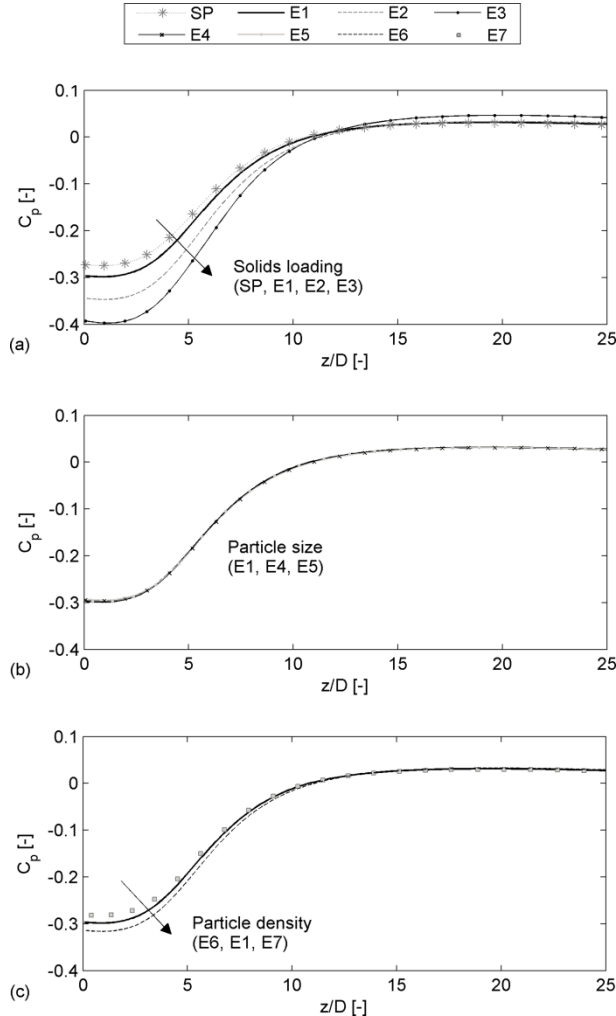 SP E1 E2 E3
E4 E5 E6 E7
0.1
0
-0.1
-0.2
-0.3
-0.4
Cp [-]
Solids loading
(SP, E1, E2, E3)
0 5 10 15 20 25
z/D [-]
(a)
0.1
0
-0.1
-0.2
-0.3
-0.4
Cp [-]
Particle size
(E1, E4, E5)
0 5 10 15 20 25
z/D [-]
(b)
0.1
0
-0.1
-0.2
-0.3
-0.4
Cp [-]
Particle density
(E6, E1, E7)
0 5 10 15 20 25
z/D [-]
(c)